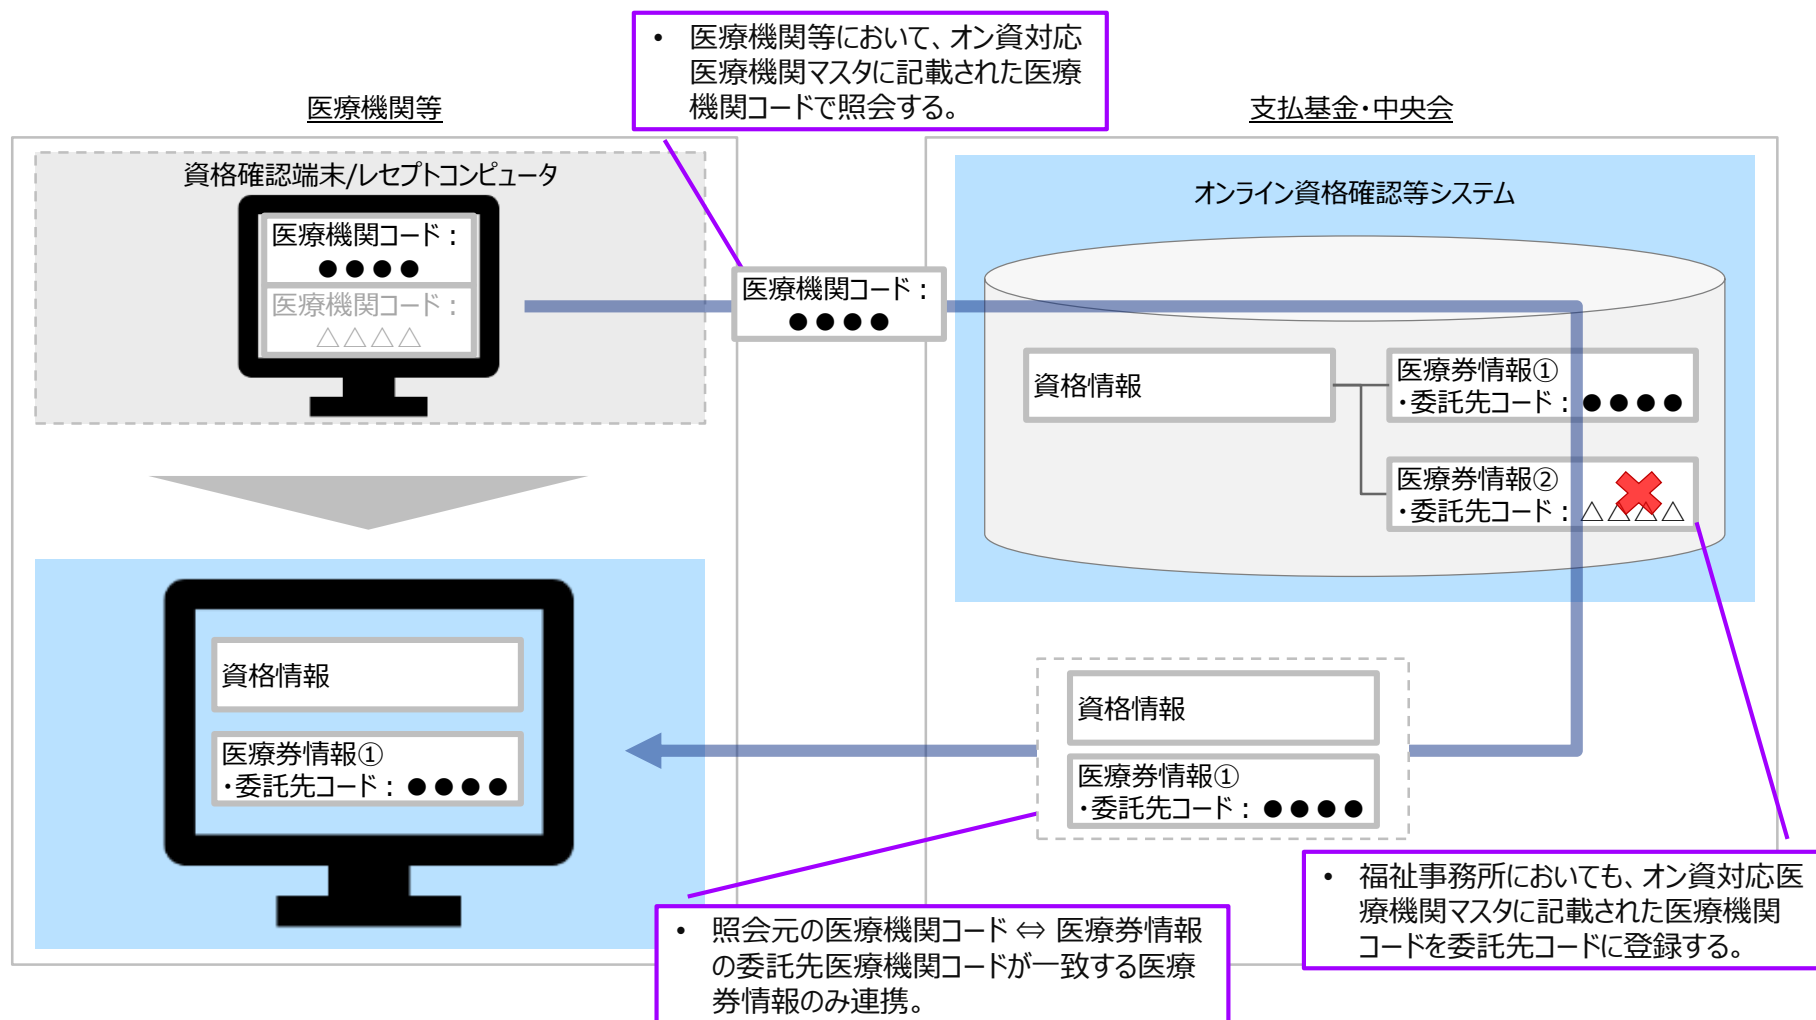 • 医療機関等において、オン資対応
医療機関マスタに記載された医療
機関コードで照会する。
医療機関等
支払基金・中央会
資格確認端末/レセプトコンピュータ
医療機関コード：
●●●●
医療機関コード：
△△△△
医療機関コード：
●●●●
オンライン資格確認等システム
資格情報
医療券情報①
・委託先コード：●●●●
医療券情報②
・委託先コード：△△△△
資格情報
医療券情報①
・委託先コード：●●●●
資格情報
医療券情報①
・委託先コード：●●●●
• 照会元の医療機関コード ⇔ 医療券情報
の委託先医療機関コードが一致する医療
券情報のみ連携。
• 福祉事務所においても、オン資対応医
療機関マスタに記載された医療機関
コードを委託先コードに登録する。